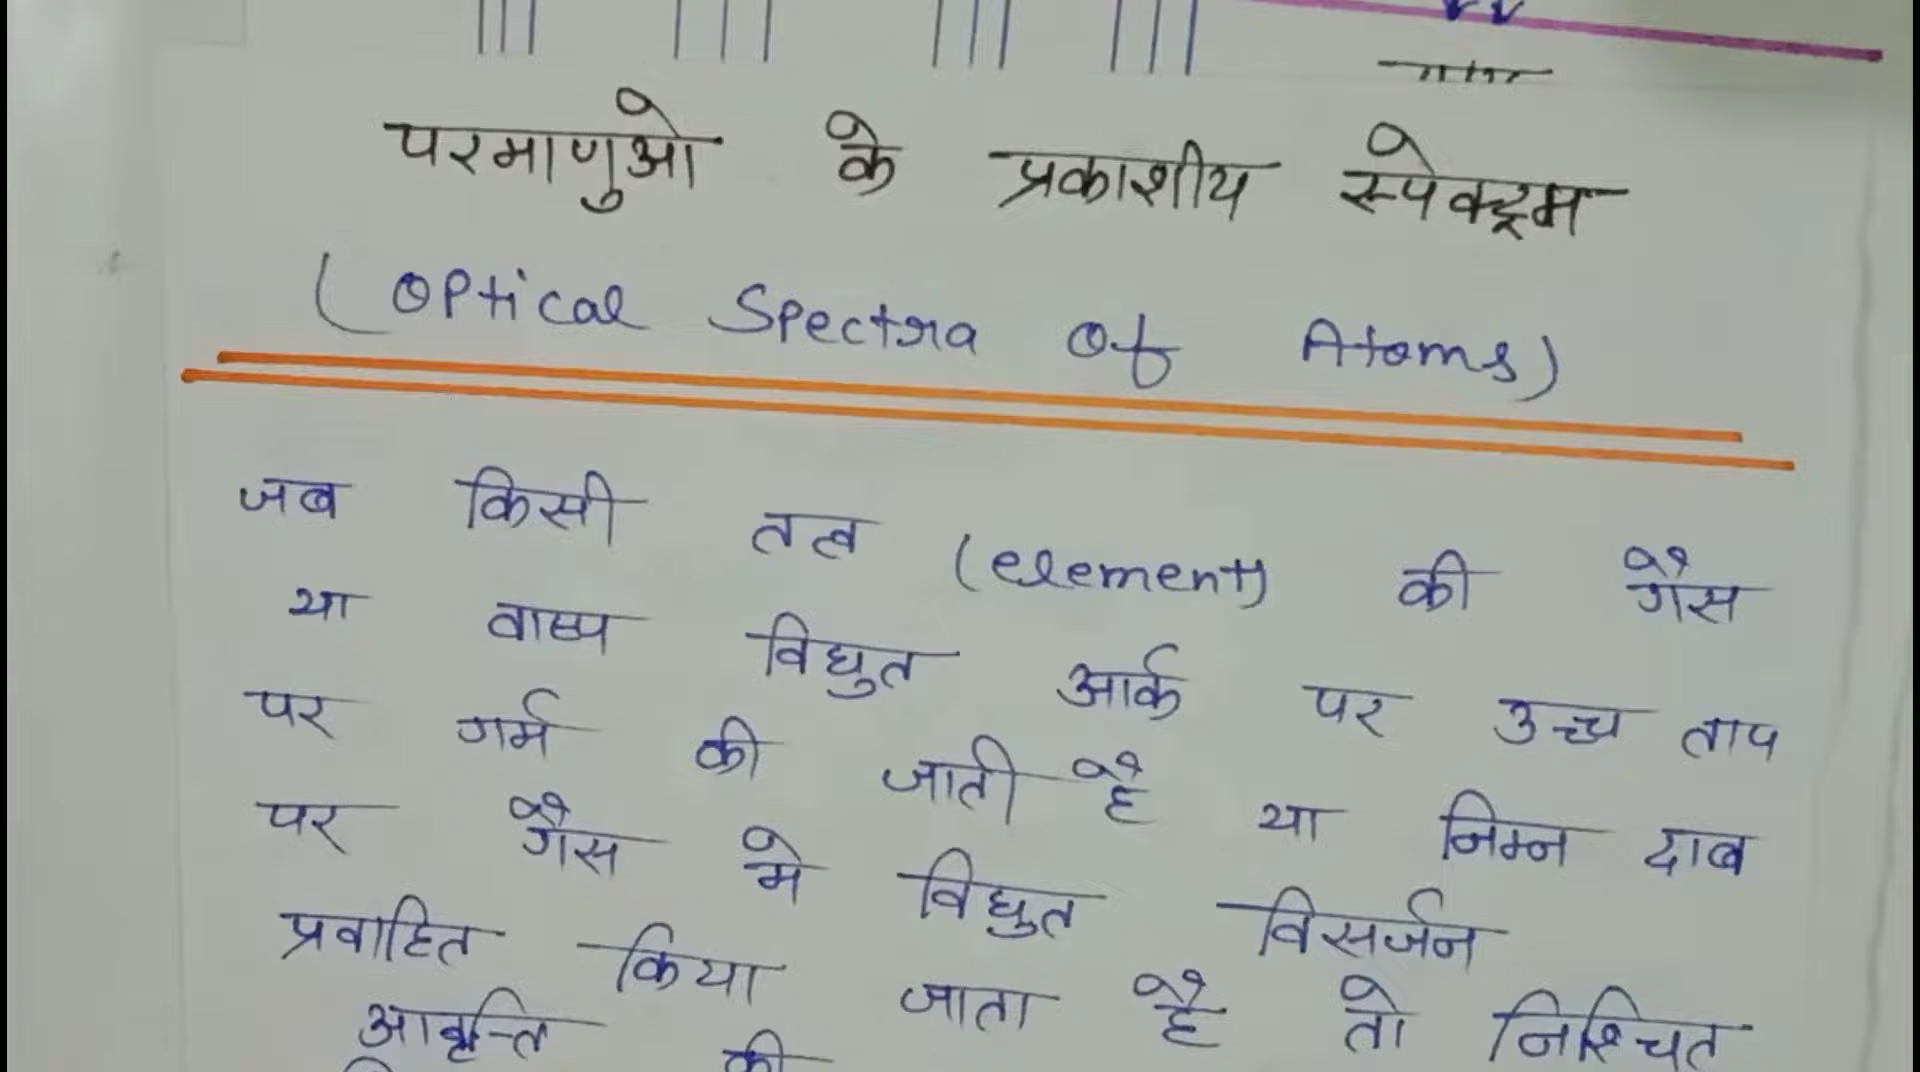 परमाणुओ के प्रकाशीय स्पेक्ट्रम
(Optical Spectra of Atoms)
जब किसी तत्व (element) की गैस
या वाष्प विधुत आर्क पर उच्च ताप
पर गर्म की जाती है या निम्न दाब
पर गैस मे विधुत विसर्जन
प्रवाहित किया जाता है तो निश्चित
आवृत्ति की